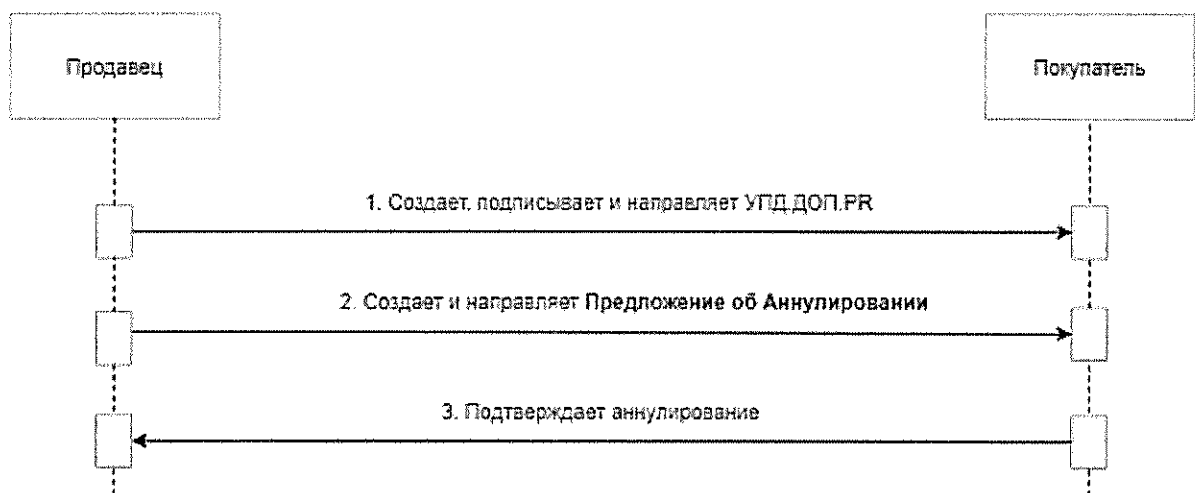 Продавец
Покупатель
1. Создает, подписывает и направляет УПД.ДОП.PR
2. Создает и направляет Предложение об Аннулировании
3. Подтверждает аннулирование